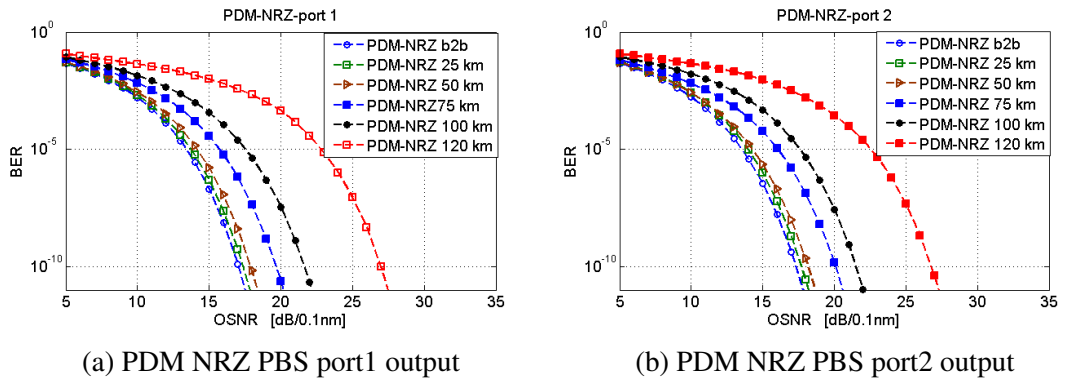 PDM-NRZ-port 1
10^0
10^-5
10^-10
BER
PDM-NRZ b2b
PDM-NRZ 25 km
PDM-NRZ 50 km
PDM-NRZ75 km
PDM-NRZ 100 km
PDM-NRZ 120 km
5 10 15 20 25 30 35
OSNR [dB/0.1nm]
(a) PDM NRZ PBS port1 output
PDM-NRZ-port 2
10^0
10^-5
10^-10
BER
PDM-NRZ b2b
PDM-NRZ 25 km
PDM-NRZ 50 km
PDM-NRZ 75 km
PDM-NRZ 100 km
PDM-NRZ 120 km
5 10 15 20 25 30 35
OSNR [dB/0.1nm]
(b) PDM NRZ PBS port2 output